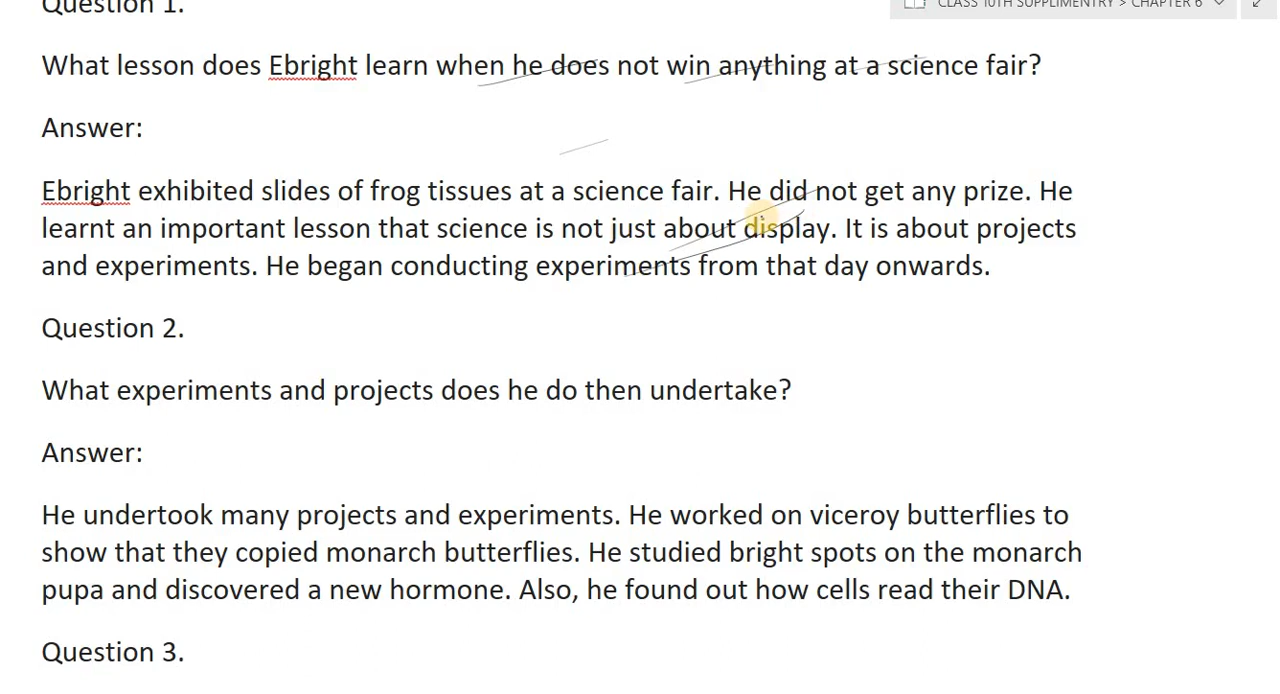 Question 1.
CLASS 10TH SUPPLIMENTRY > CHAPTER 6
What lesson does Ebright learn when he does not win anything at a science fair?
Answer:
Ebright exhibited slides of frog tissues at a science fair. He did not get any prize. He
learnt an important lesson that science is not just about display. It is about projects
and experiments. He began conducting experiments from that day onwards.
Question 2.
What experiments and projects does he do then undertake?
Answer:
He undertook many projects and experiments. He worked on viceroy butterflies to
show that they copied monarch butterflies. He studied bright spots on the monarch
pupa and discovered a new hormone. Also, he found out how cells read their DNA.
Question 3.